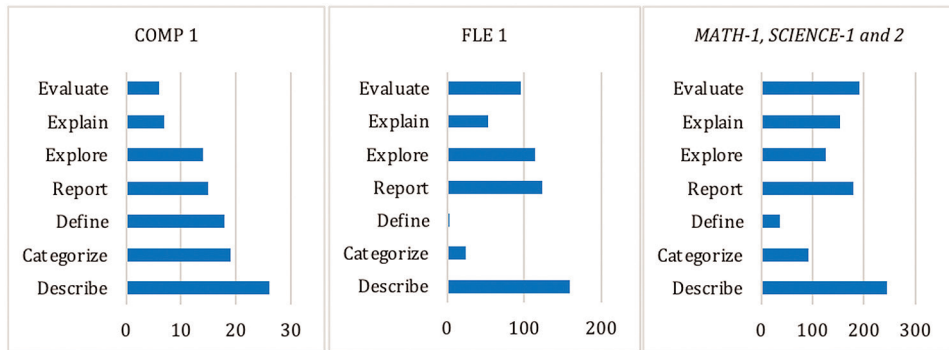 COMP 1
Evaluate
Explain
Explore
Report
Define
Categorize
Describe
0 10 20 30
FLE 1
Evaluate
Explain
Explore
Report
Define
Categorize
Describe
0 100 200
MATH-1, SCIENCE-1 and 2
Evaluate
Explain
Explore
Report
Define
Categorize
Describe
0 100 200 300